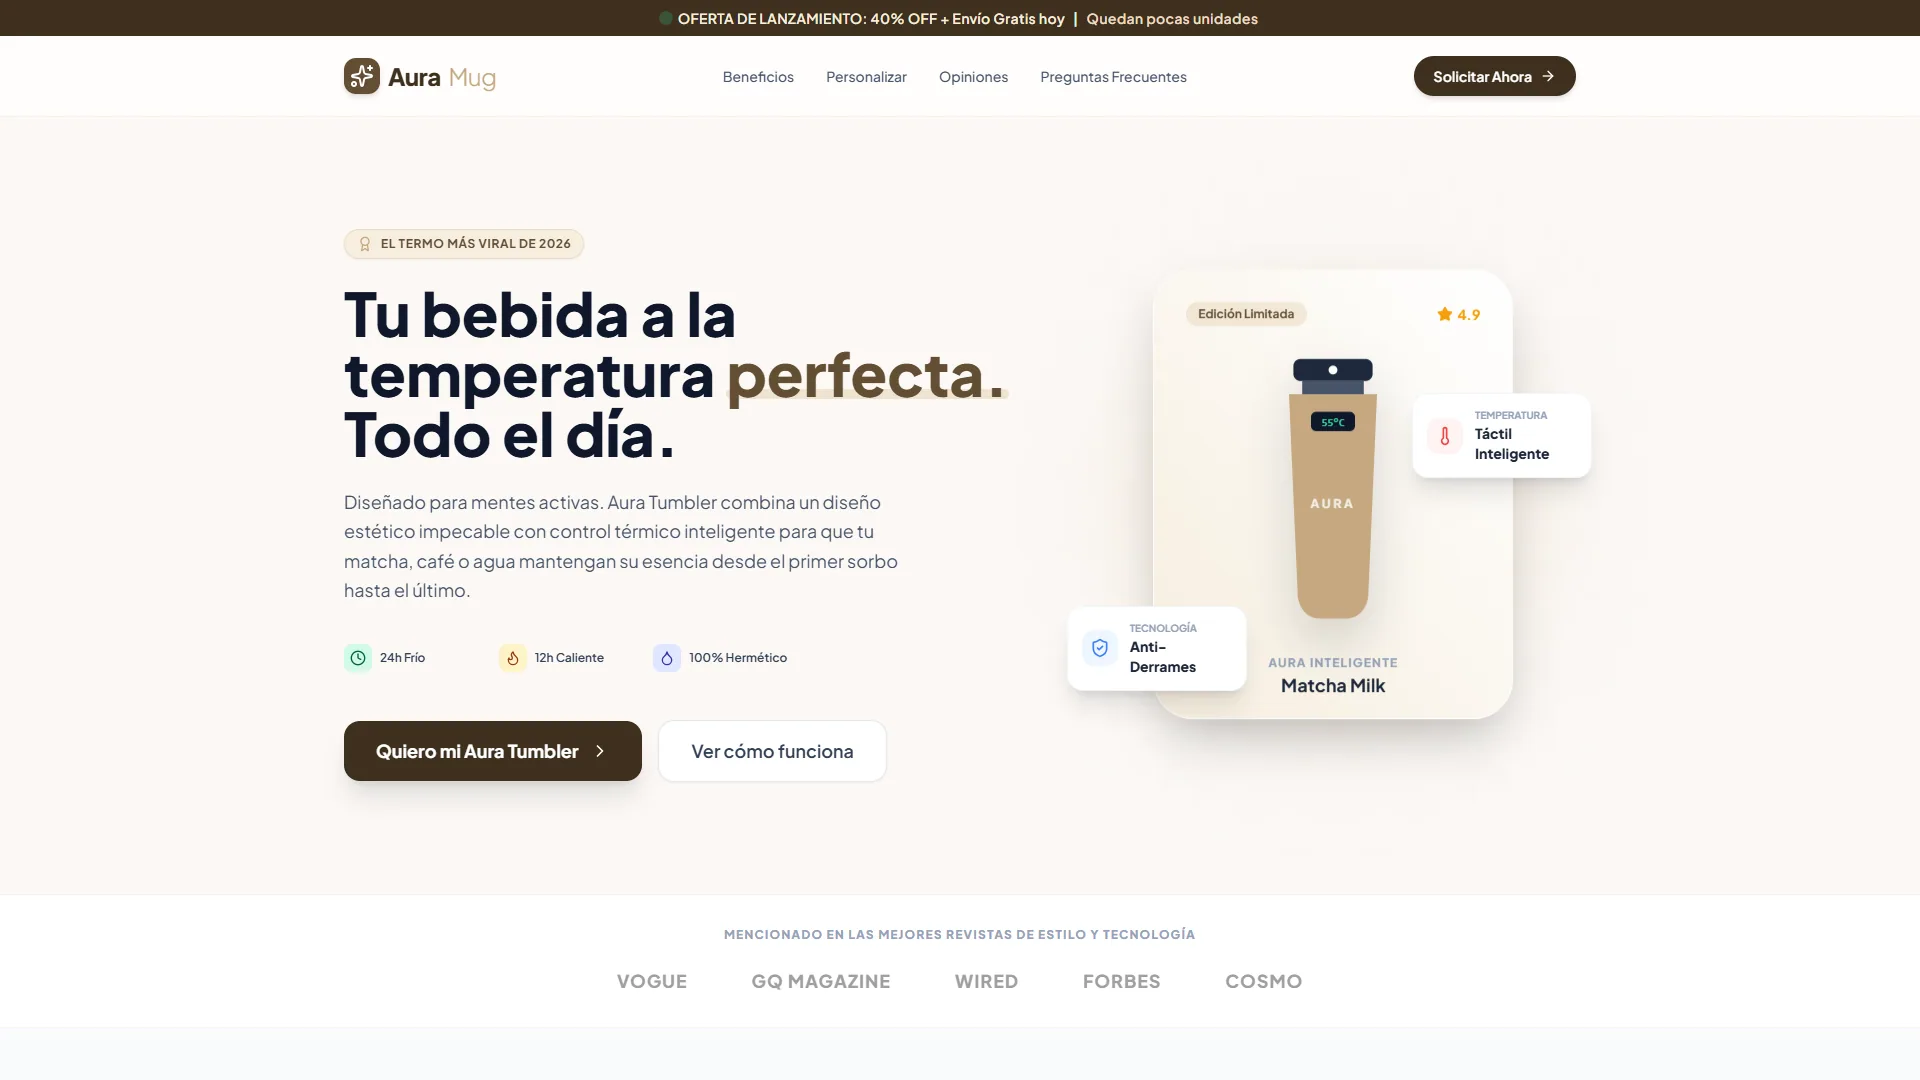 OFERTA DE LANZAMIENTO: 40% OFF + Envío Gratis hoy | Quedan pocas unidades
Aura Mug
Beneficios
Personalizar
Opiniones
Preguntas Frecuentes
Solicitar Ahora
EL TERMO MÁS VIRAL DE 2026
Tu bebida a la
temperatura perfecta.
Todo el día.
Diseñado para mentes activas. Aura Tumbler combina un diseño
estético impecable con control térmico inteligente para que tu
matcha, café o agua mantengan su esencia desde el primer sorbo
hasta el último.
24h Frío
12h Caliente
100% Hermético
Quiero mi Aura Tumbler
Ver cómo funciona
Edición Limitada
4.9
55°C
AURA
TEMPERATURA
Táctil
Inteligente
TECNOLOGÍA
Anti-
Derrames
AURA INTELIGENTE
Matcha Milk
MENCIONADO EN LAS MEJORES REVISTAS DE ESTILO Y TECNOLOGÍA
VOGUE
GQ MAGAZINE
WIRED
FORBES
COSMO